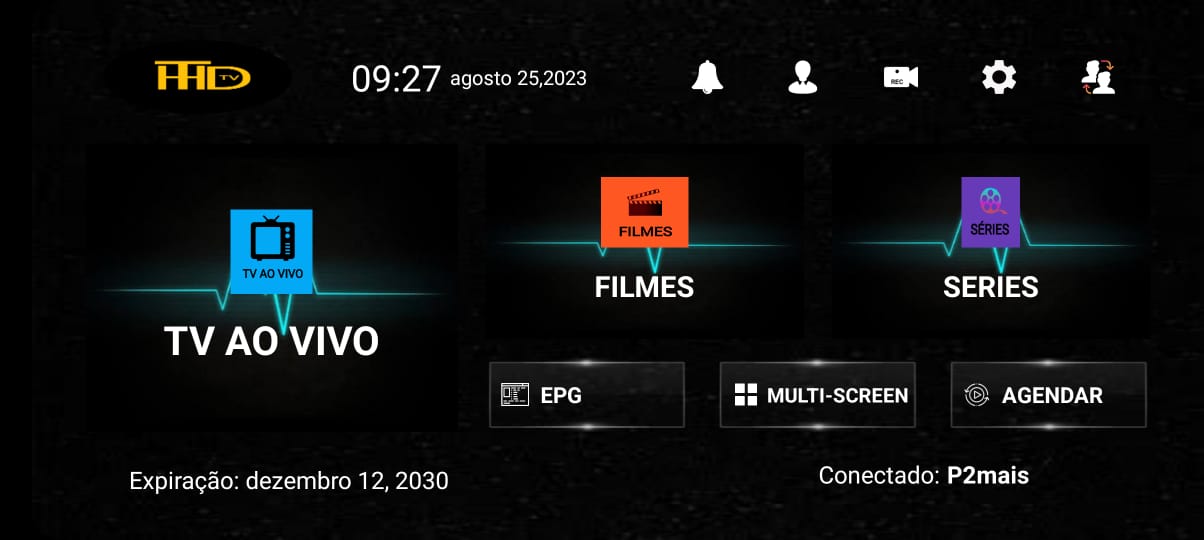 HD TV
09:27 agosto 25,2023
REC
TV AO VIVO
TV AO VIVO
FILMES
FILMES
SÉRIES
SERIES
EPG
MULTI-SCREEN
AGENDAR
Expiração: dezembro 12, 2030
Conectado: P2mais